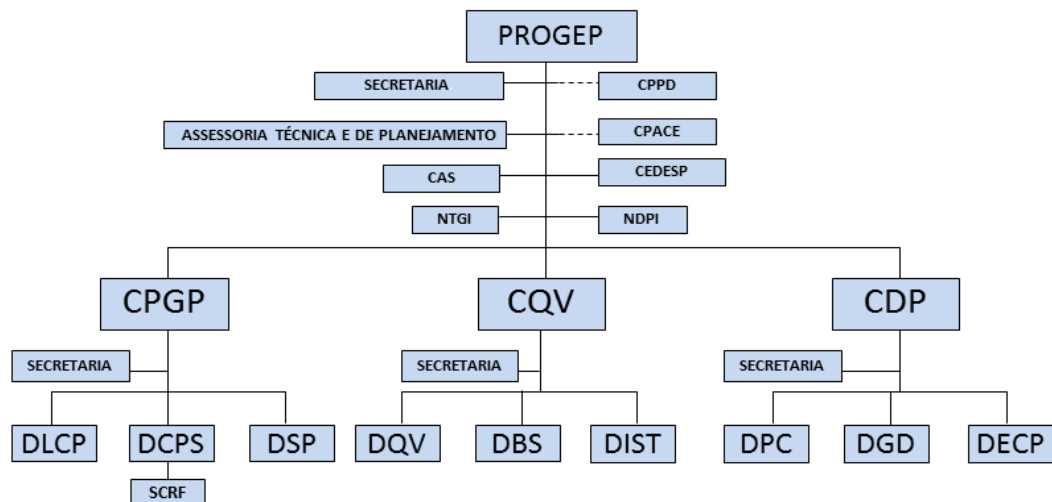 PROGEP
SECRETARIA
CPPD
ASSESSORIA TÉCNICA E DE PLANEJAMENTO
CPACE
CAS
CEDESP
NTGI
NDPI
CPGP
CQV
CDP
SECRETARIA
SECRETARIA
SECRETARIA
DLCP
DCPS
DSP
DQV
DBS
DIST
DPC
DGD
DECP
SCRF